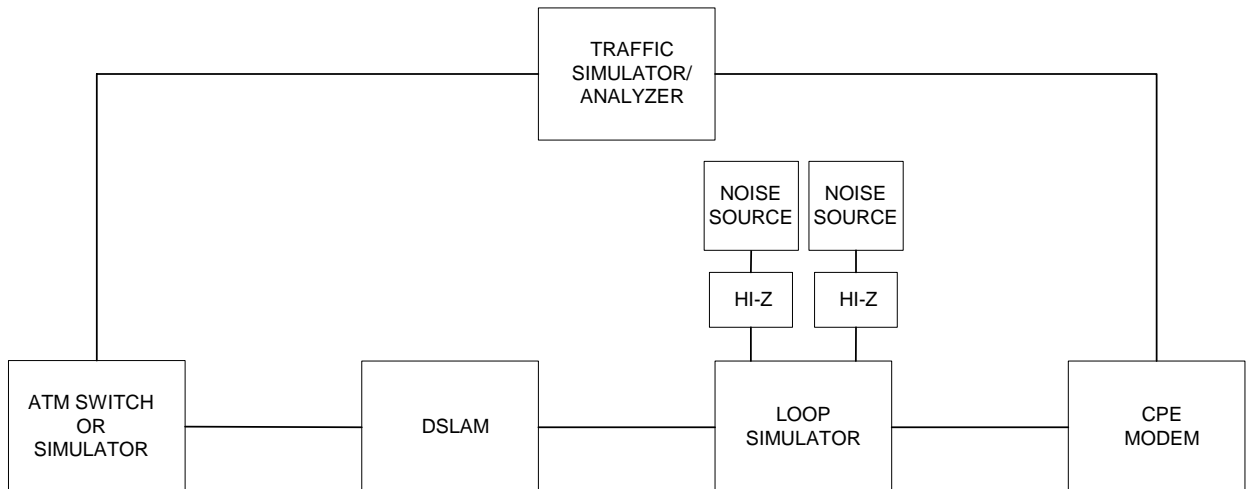 TRAFFIC
SIMULATOR/
ANALYZER
NOISE
SOURCE
NOISE
SOURCE
HI-Z
HI-Z
ATM SWITCH
OR
SIMULATOR
DSLAM
LOOP
SIMULATOR
CPE
MODEM